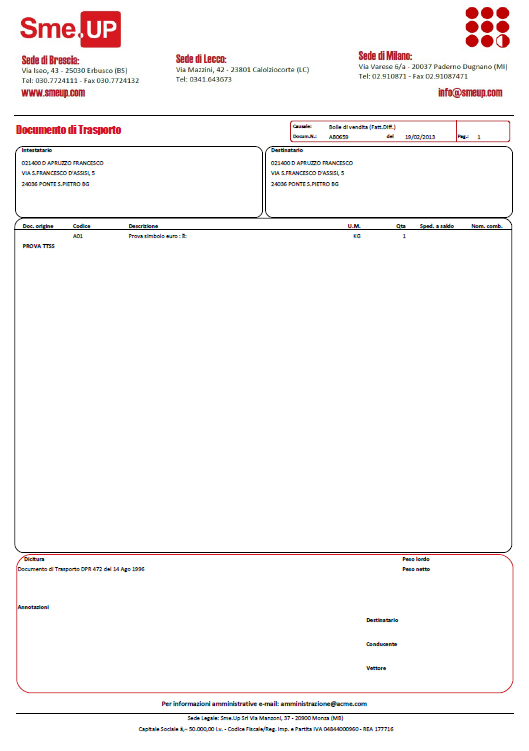 Sme.UP
Sede di Brescia:
Via Iseo, 43 - 25030 Erbusco (BS)
Tel: 030.7724111 - Fax 030.7724132
www.smeup.com
Sede di Lecco:
Via Mazzini, 42 - 23801 Calolziocorte (LC)
Tel: 0341.643673
Sede di Milano:
Via Varese 6/a - 20037 Paderno Dugnano (MI)
Tel: 02.910871 - Fax 02.91087471
info@smeup.com
Documento di Trasporto
Causale: Bolle di vendita (Fatt.Diff.)
Docum.N.: AB0659 del 19/02/2013 Pag.: 1
Intestatario
021400 D APRUZZO FRANCESCO
VIA S.FRANCESCO D'ASSISI, 5
24036 PONTE S.PIETRO BG
Destinatario
021400 D APRUZZO FRANCESCO
VIA S.FRANCESCO D'ASSISI, 5
24036 PONTE S.PIETRO BG
Doc. origine Codice Descrizione U.M. Qta Sped. a saldo Nom. comb.
A01 Prova simbolo euro : KG 1
PROVA TTSS
Dicitura
Documento di Trasporto DPR 472 del 14 Ago 1996
Peso lordo
Peso netto
Annotazioni
Destinatario
Conducente
Vettore
Per informazioni amministrative e-mail: amministrazione@acme.com
Sede Legale: Sme.Up Srl Via Manzoni, 37 - 20900 Monza (MB)
Capitale Sociale â‚¬ 50.000,00 i.v. - Codice Fiscale/Reg. Imp. e Partita IVA 04844000960 - REA 177716